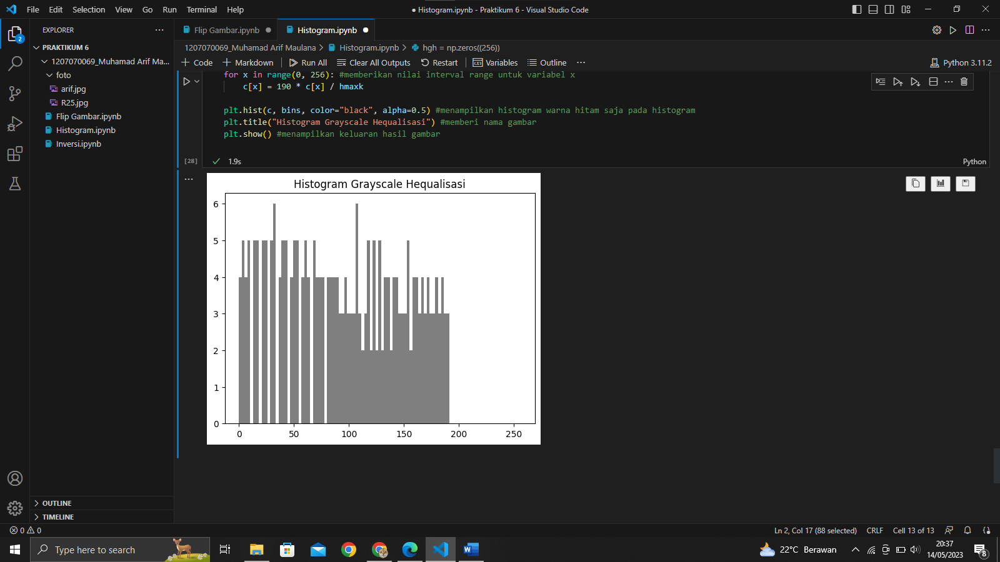 File Edit Selection View Go Run Terminal Help
● Histogram.ipynb - Praktikum 6 - Visual Studio Code
EXPLORER
PRAKTIKUM 6
1207070069_Muhamad Arif Ma...
foto
arif.jpg
R25.jpg
Flip Gambar.ipynb
Histogram.ipynb
Inversi.ipynb
OUTLINE
TIMELINE
2
Flip Gambar.ipynb ● Histogram.ipynb ●
1207070069_Muhamad Arif Maulana > Histogram.ipynb > hgh = np.zeros((256))
+ Code + Markdown | Run All Clear All Outputs Restart | Variables Outline ...
Python 3.11.2
for x in range(0, 256): #memberikan nilai interval range untuk variabel x
c[x] = 190 * c[x] / hmaxk
plt.hist(c, bins, color="black", alpha=0.5) #menampilkan histogram warna hitam saja pada histogram
plt.title("Histogram Grayscale Hequalisasi") #memberi nama gambar
plt.show() #menampilkan keluaran hasil gambar
[28] 1.9s
Python
Histogram Grayscale Hequalisasi
6
5
4
3
2
1
0
0 50 100 150 200 250
0 0
Ln 2, Col 17 (88 selected) CRLF Cell 13 of 13
Type here to search
22°C Berawan
20:37
14/05/2023
8